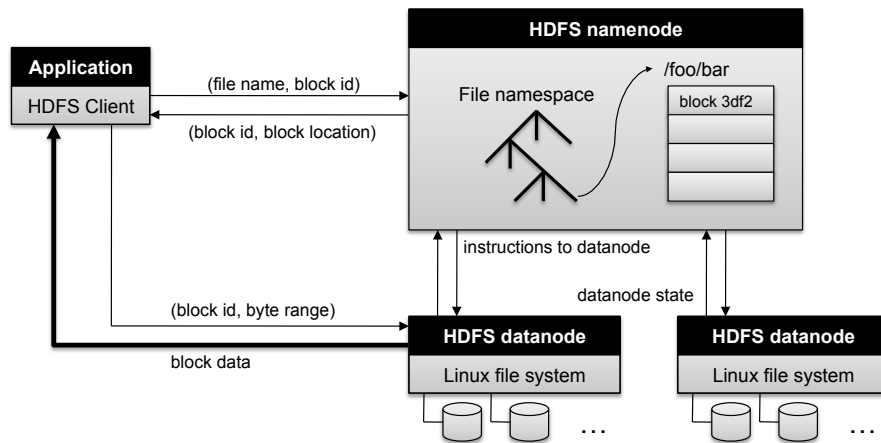 HDFS namenode
Application
HDFS Client
(file name, block id)
(block id, block location)
File namespace
/foo/bar
block 3df2
instructions to datanode
datanode state
(block id, byte range)
block data
HDFS datanode
Linux file system
...
HDFS datanode
Linux file system
...